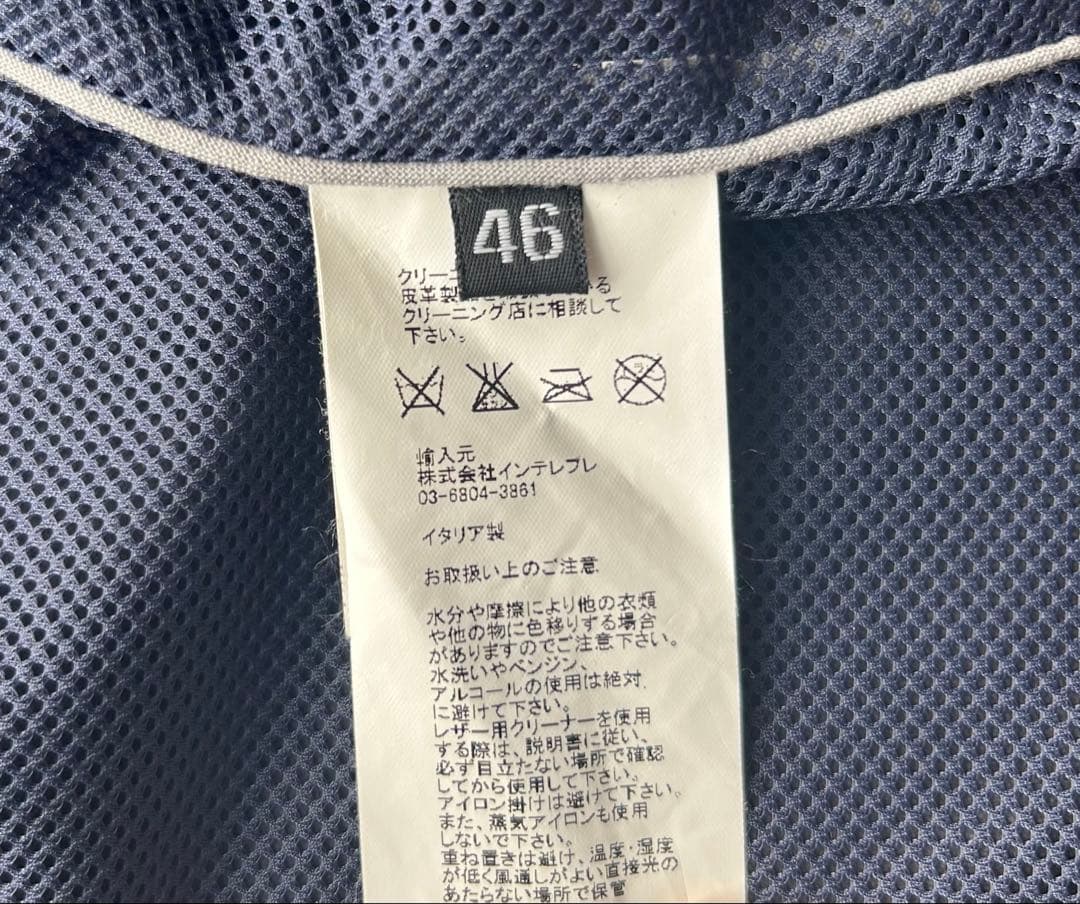 46
クリーニ
皮革製 いる
クリーニング店に相談して
下さい。
輸入元
株式会社インテレプレ
03-6804-3861
イタリア製
お取扱い上のご注意
水分や摩擦により他の衣類
や他の物に色移りする場合
がありますのでご注意下さい。
水洗いやベンジン、
アルコールの使用は絶対
に避けて下さい。
レザー用クリーナーを使用
する際は、説明書に従い、
必ず目立たない場所で確認
してから使用して下さい。
アイロン掛けは避けて下さい。
また、蒸気アイロンも使用
しないで下さい。
重ね置きは避け、温度・湿度
が低く風通しがよい直接光の
あたらない場所で保管